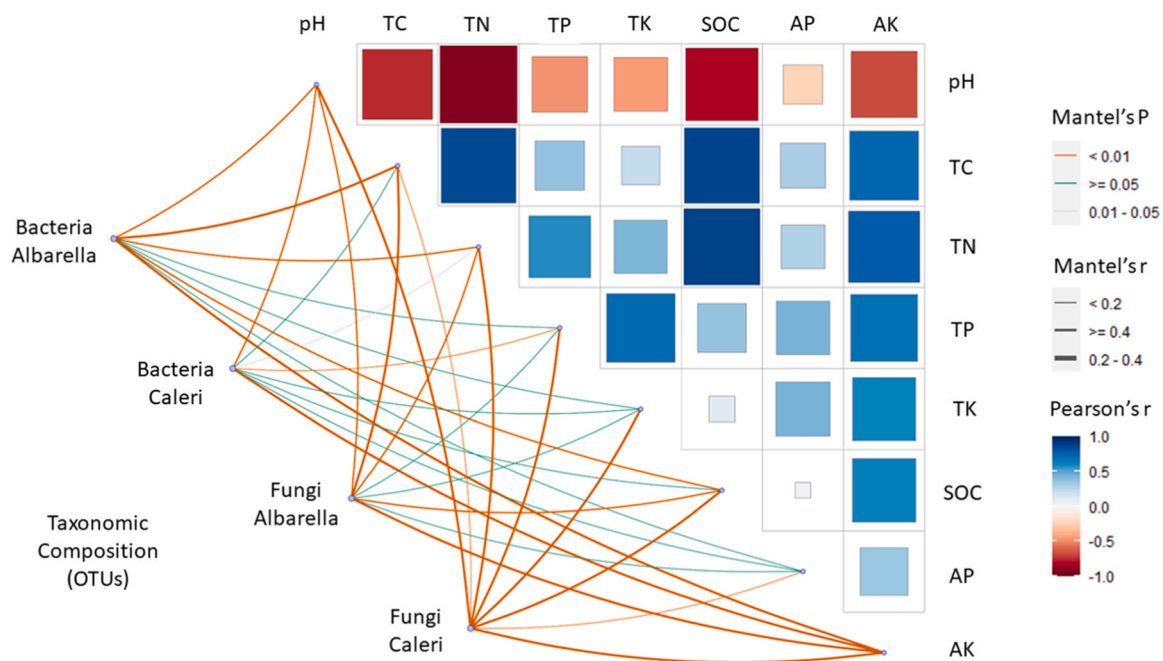 pH TC TN TP TK SOC AP AK
pH
TC
TN
TP
TK
SOC
AP
AK
Bacteria
Albarella
Bacteria
Caleri
Fungi
Albarella
Fungi
Caleri
Taxonomic
Composition
(OTUs)
Mantel's P
< 0.01
>= 0.05
0.01 - 0.05
Mantel's r
< 0.2
>= 0.4
0.2 - 0.4
Pearson's r
1.0
0.5
0.0
-0.5
-1.0